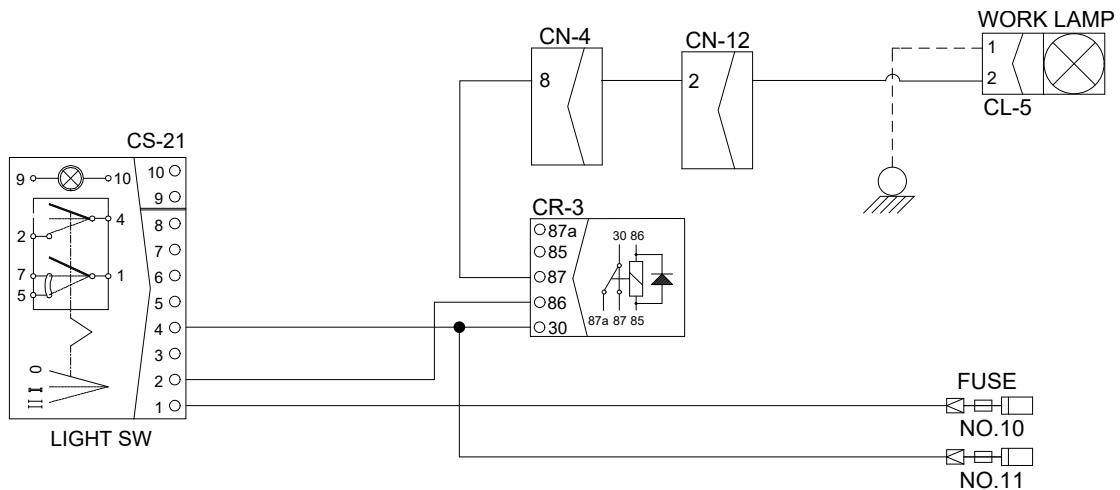 WORK LAMP
1
2
CL-5
CN-4
8
CN-12
2
CS-21
9 10
4
2
7 1
5
0
I
II
10
9
8
7
6
5
4
3
2
1
LIGHT SW
CR-3
87a
85
87
86
30
30 86
87a 87 85
FUSE
NO.10
NO.11